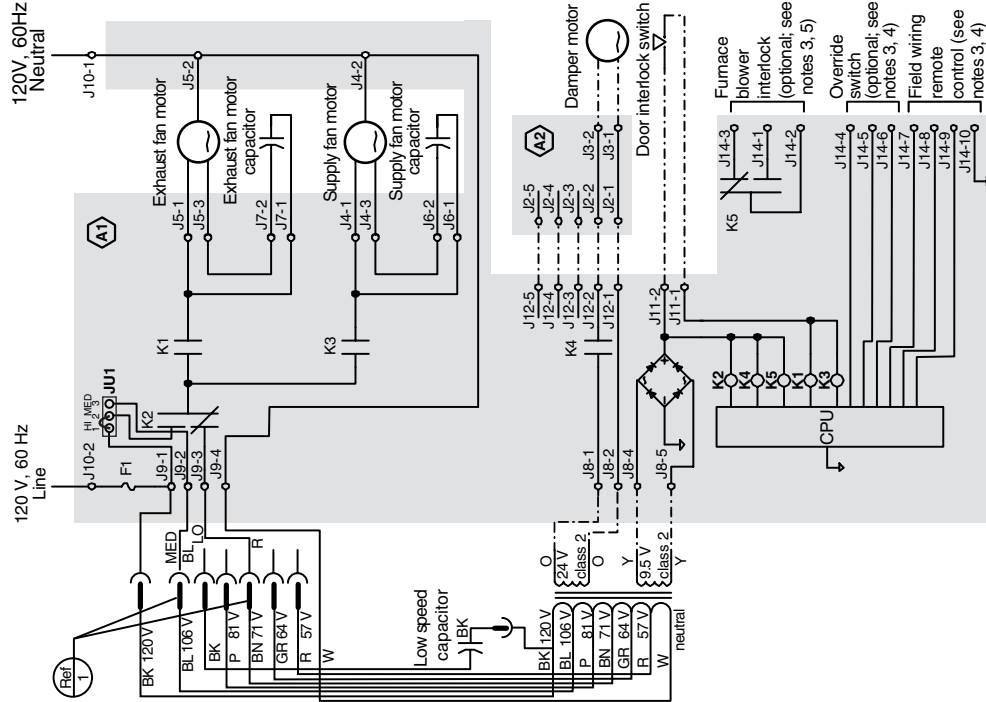 120V, 60Hz
Neutral
J10-1
J5-2
J4-2
Exhaust fan motor
Exhaust fan motor
capacitor
Supply fan motor
Supply fan motor
capacitor
A1
J5-1
J5-3
J7-2
J7-1
J4-1
J4-3
J6-2
J6-1
K1
K3
120 V, 60 Hz
Line
J10-2
F1
HI MED
1 2 3
JU1
K2
J9-1
J9-2
J9-3
J9-4
MED
BL
LO
R
Ref
1
BK 120 V
BL 106 V
BK
P 81 V
BN 71 V
GR 64 V
R 57 V
W
Low speed
capacitor
BK
BK 120 V
BL 106 V
P 81 V
BN 71 V
GR 64 V
R 57 V
W
neutral
O
24 V
class 2
O
Y
9.5 V
class 2
Y
J8-1
J8-2
J8-4
J8-5
K4
J12-5
J12-4
J12-3
J12-2
J12-1
J2-5
J2-4
J2-3
J2-2
J2-1
A2
J3-2
J3-1
Damper motor
Door interlock switch
J11-2
J11-1
K2
K4
K5
K1
K3
CPU
K5
J14-3
J14-1
J14-2
Furnace
blower
interlock
(optional; see
notes 3, 5)
J14-4
J14-5
J14-6
Override
switch
(optional; see
notes 3, 4)
J14-7
J14-8
J14-9
J14-10
Field wiring
remote
control (see
notes 3, 4)